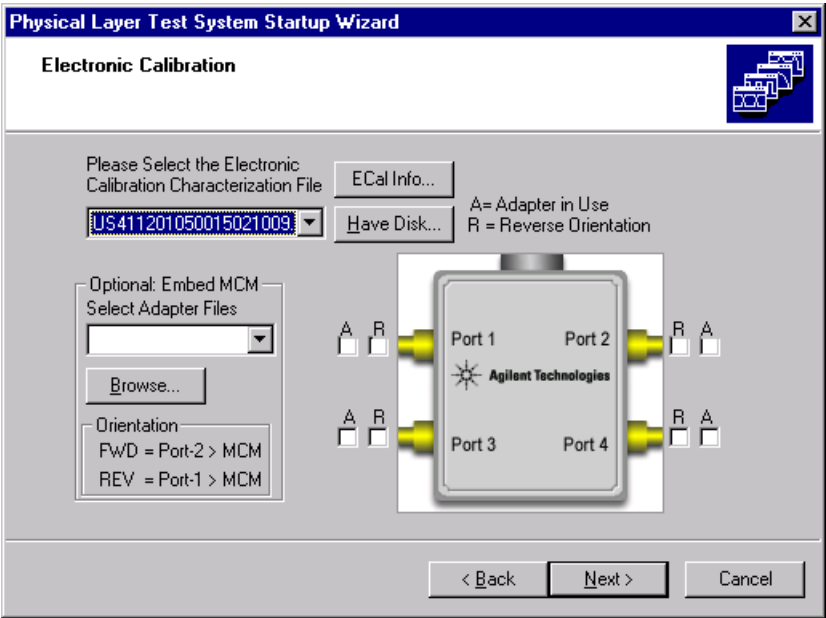 Physical Layer Test System Startup Wizard
Electronic Calibration
Please Select the Electronic
Calibration Characterization File
ECal Info...
US411201050015021009.
Have Disk...
A= Adapter in Use
R = Reverse Orientation
Optional: Embed MCM
Select Adapter Files
Browse...
Orientation
FWD = Port-2 > MCM
REV = Port-1 > MCM
A R
Port 1 Port 2
R A
Agilent Technologies
A R
Port 3 Port 4
R A
< Back
Next >
Cancel